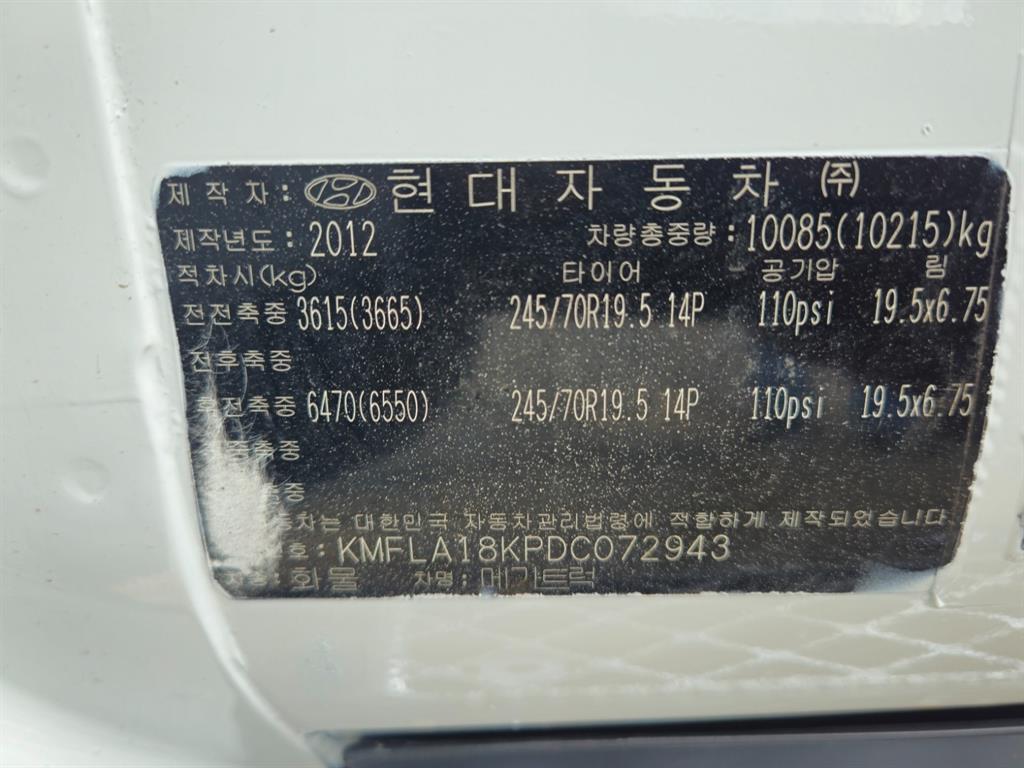 제 작 자: 현 대 자 동 차 ㈜
제작년도: 2012 차량총중량: 10085(10215)kg
적차시(kg) 타이어 공기압 림
전전축중 3615(3665) 245/70R19.5 14P 110psi 19.5x6.75
전후축중
후전축중 6470(6550) 245/70R19.5 14P 110psi 19.5x6.75
축중
중
동차는 대한민국 자동차관리법령에 적합하게 제작되었습니다
호: KMFLA18KPDC072943
화물 차명: 메가트럭